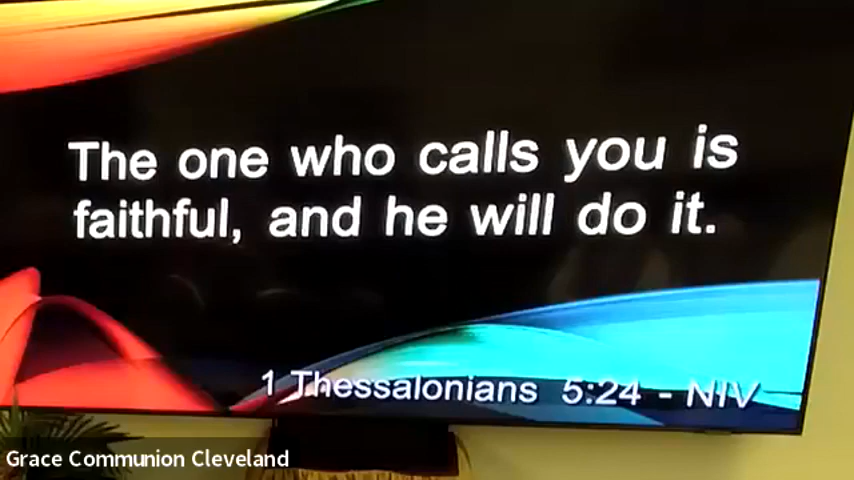 The one who calls you is
faithful, and he will do it.
1 Thessalonians 5:24 - NIV
Grace Communion Cleveland